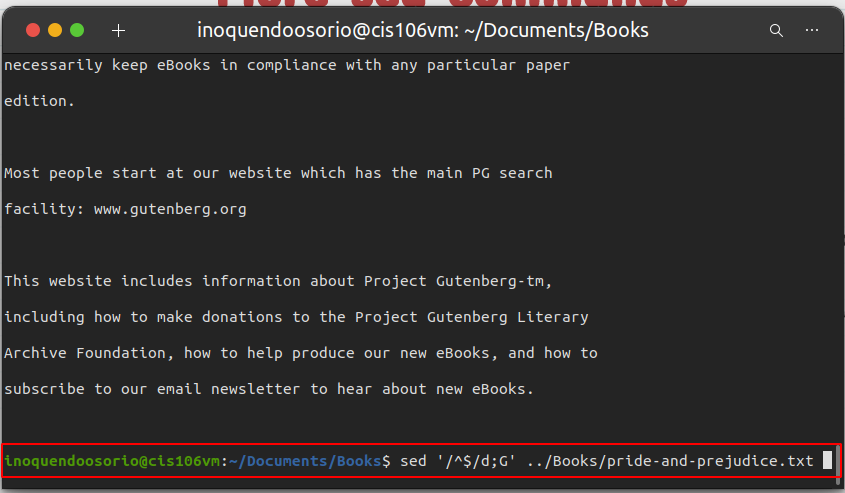 inoquendoosorio@cis106vm: ~/Documents/Books
necessarily keep eBooks in compliance with any particular paper
edition.
Most people start at our website which has the main PG search
facility: www.gutenberg.org
This website includes information about Project Gutenberg-tm,
including how to make donations to the Project Gutenberg Literary
Archive Foundation, how to help produce our new eBooks, and how to
subscribe to our email newsletter to hear about new eBooks.
inoquendoosorio@cis106vm:~/Documents/Books$ sed '/^$/d;G' ../Books/pride-and-prejudice.txt